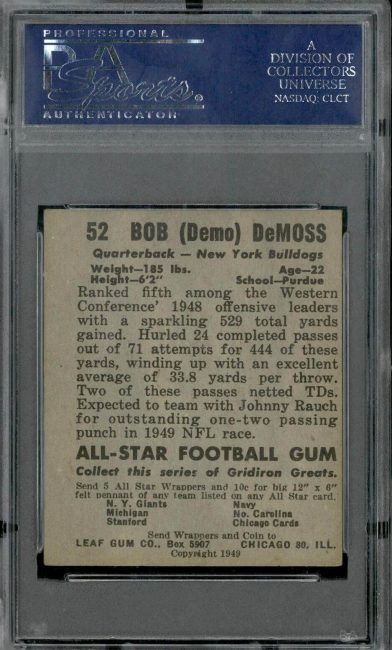 PROFESSIONAL
PSA
Sports®
AUTHENTICATOR
A
DIVISION OF
COLLECTORS
UNIVERSE
NASDAQ: CLCT
52 BOB (Demo) DeMOSS
Quarterback — New York Bulldogs
Weight—185 lbs. Age—22
Height—6'2" School—Purdue
Ranked fifth among the Western
Conference' 1948 offensive leaders
with a sparkling 529 total yards
gained. Hurled 24 completed passes
out of 71 attempts for 444 of these
yards, winding up with an excellent
average of 33.8 yards per throw.
Two of these passes netted TDs.
Expected to team with Johnny Rauch
for outstanding one-two passing
punch in 1949 NFL race.
ALL-STAR FOOTBALL GUM
Collect this series of Gridiron Greats.
Send 5 All Star Wrappers and 10c for big 12" x 6"
felt pennant of any team listed on any All Star card.
N. Y. Giants Navy
Michigan No. Carolina
Stanford Chicago Cards
Send Wrappers and Coin to
LEAF GUM CO., Box 5907 CHICAGO 80, ILL.
Copyright 1949